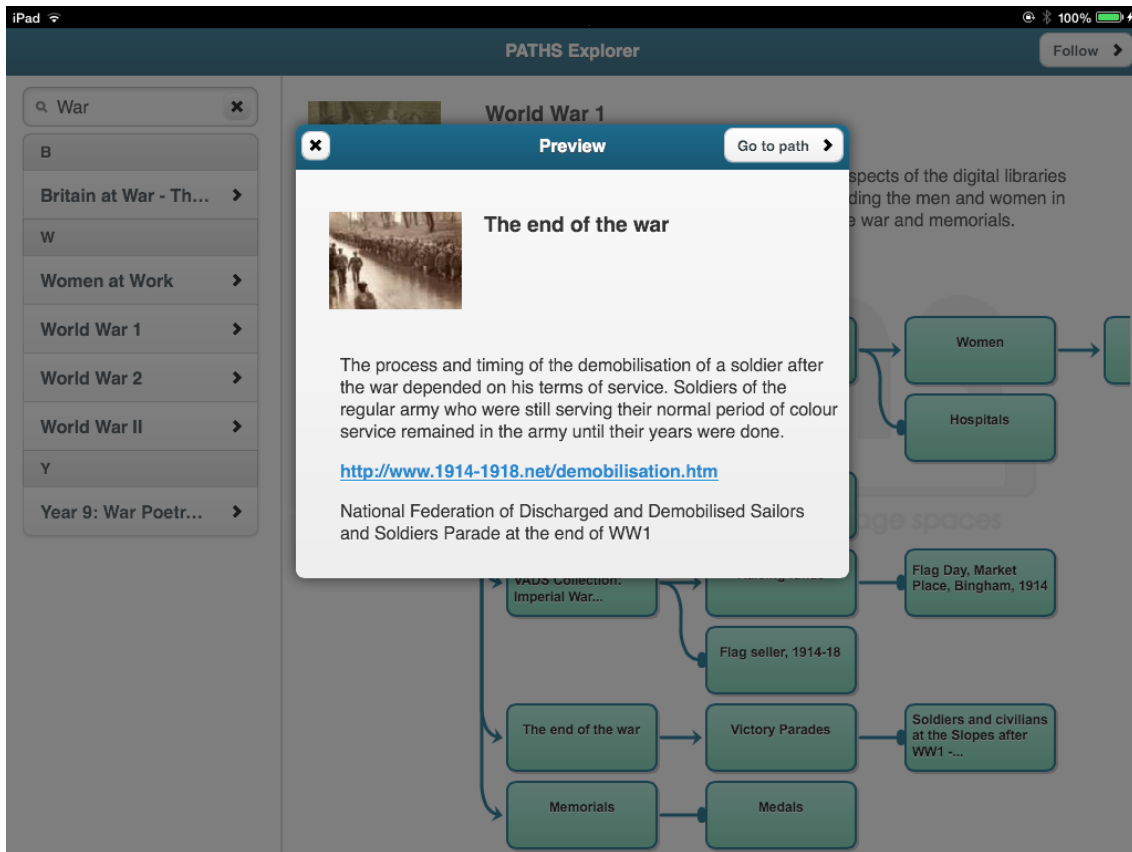 iPad
100%
PATHS Explorer
Follow
War
B
Britain at War - Th...
W
Women at Work
World War 1
World War 2
World War II
Y
Year 9: War Poetr...
World War 1
spects of the digital libraries
ding the men and women in
war and memorials.
Preview
Go to path
The end of the war
The process and timing of the demobilisation of a soldier after
the war depended on his terms of service. Soldiers of the
regular army who were still serving their normal period of colour
service remained in the army until their years were done.
http://www.1914-1918.net/demobilisation.htm
National Federation of Discharged and Demobilised Sailors
and Soldiers Parade at the end of WW1
Women
Hospitals
age spaces
VADS Collection:
Imperial War...
Flag Day, Market
Place, Bingham, 1914
Flag seller, 1914-18
The end of the war
Victory Parades
Soldiers and civilians
at the Slopes after
WW1 -...
Memorials
Medals